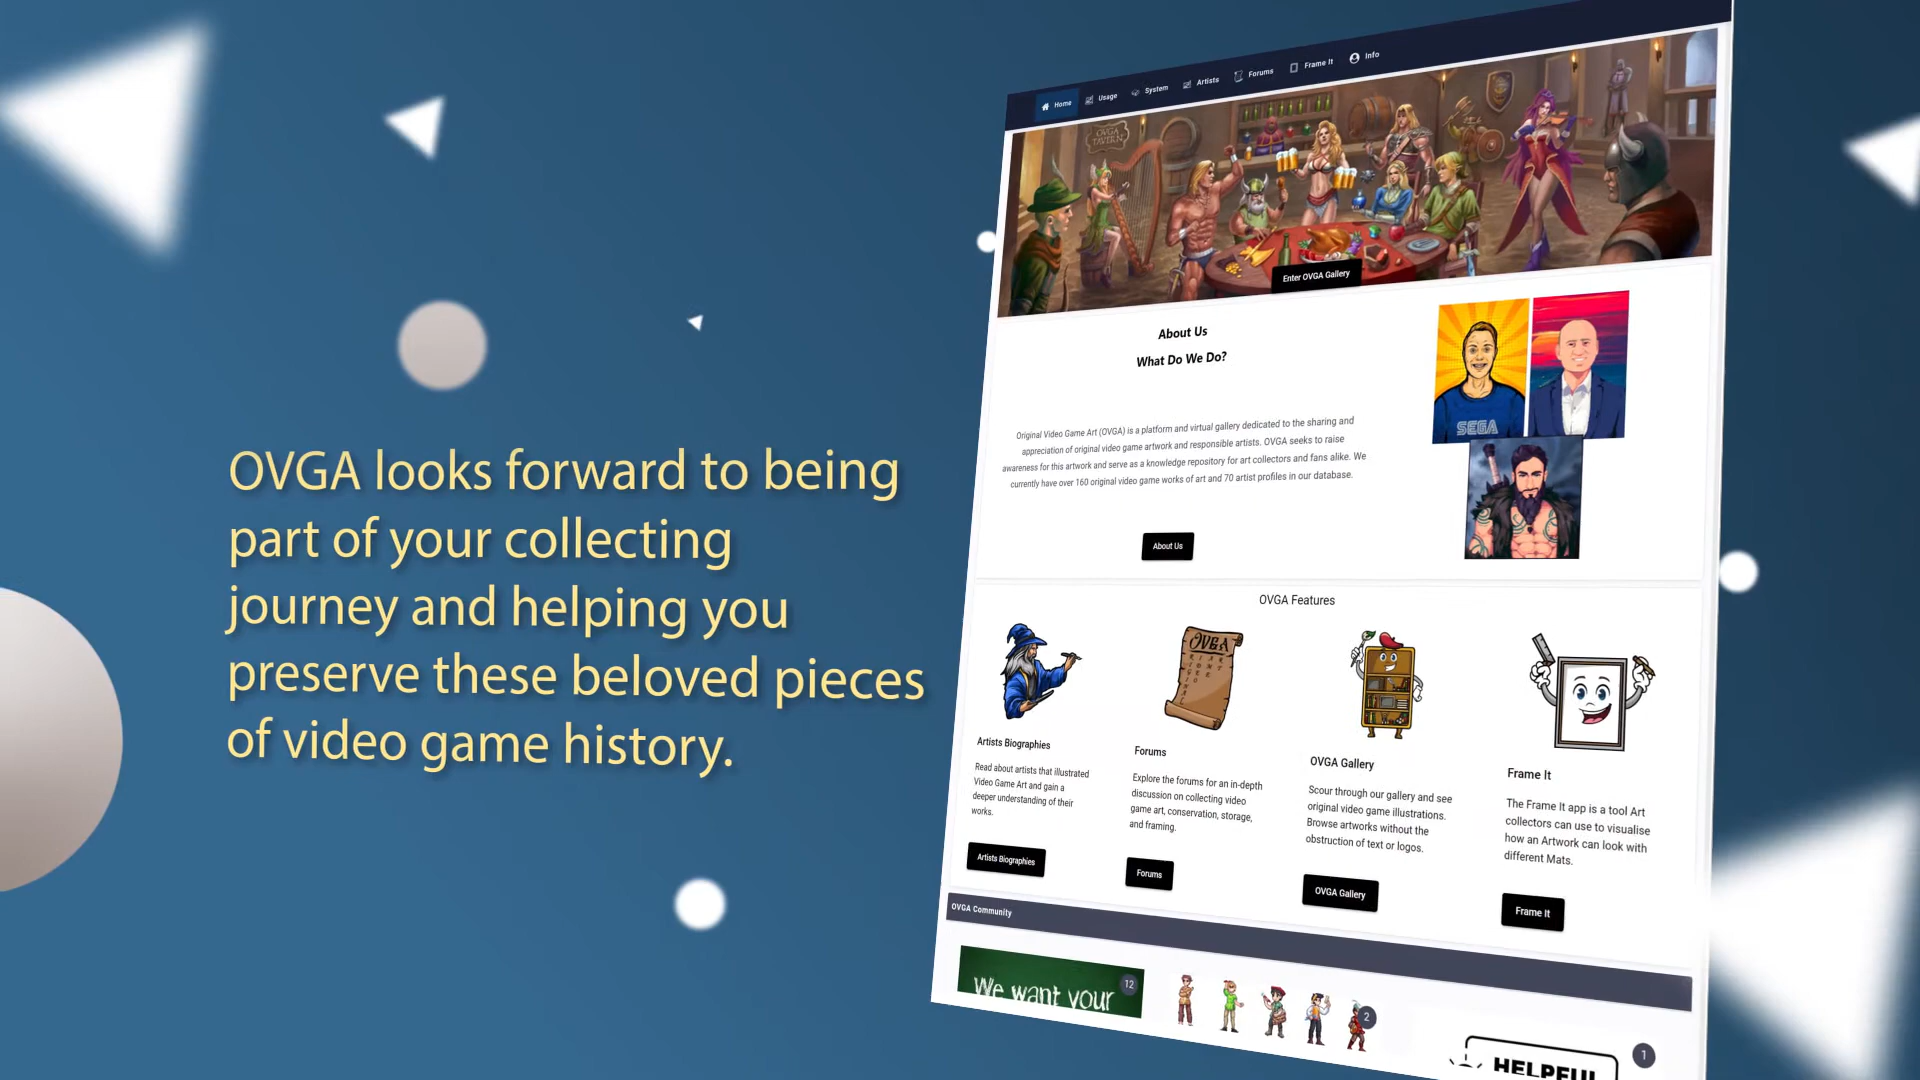 OVGA looks forward to being
part of your collecting
journey and helping you
preserve these beloved pieces
of video game history.
Home
Usage
System
Artists
Forums
Frame It
Info
OVGA
TAVERN
Enter OVGA Gallery
About Us
What Do We Do?
Original Video Game Art (OVGA) is a platform and virtual gallery dedicated to the sharing and
appreciation of original video game artwork and responsible artists. OVGA seeks to raise
awareness for this artwork and serve as a knowledge repository for art collectors and fans alike. We
currently have over 160 original video game works of art and 70 artist profiles in our database.
About Us
SEGA
OVGA Features
OVGA
Artists Biographies
Read about artists that illustrated
Video Game Art and gain a
deeper understanding of their
works.
Artists Biographies
Forums
Explore the forums for an in-depth
discussion on collecting video
game art, conservation, storage,
and framing.
Forums
OVGA Gallery
Scour through our gallery and see
original video game illustrations.
Browse artworks without the
obstruction of text or logos.
OVGA Gallery
Frame It
The Frame It app is a tool Art
collectors can use to visualise
how an Artwork can look with
different Mats.
Frame It
OVGA Community
We want your
12
2
1
HELPFUL